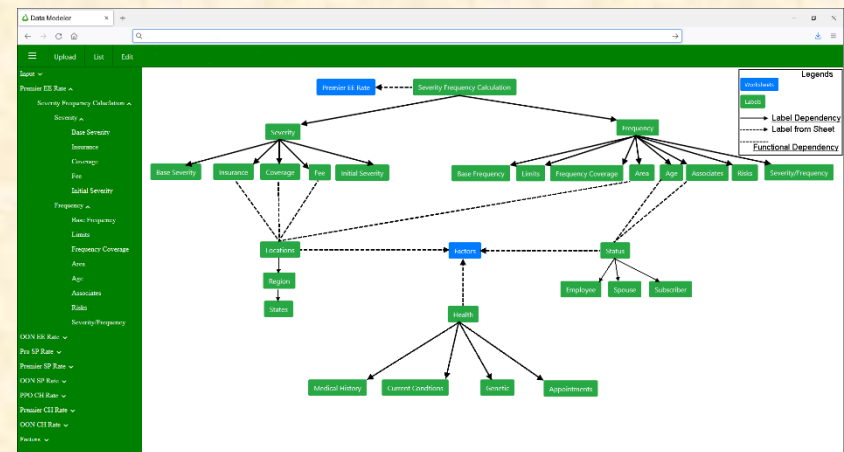 Data Modeler
Upload List Edit
Input
Premier EE Rate
Severity Frequency Calculation
Severity
Base Severity
Insurance
Coverage
Fee
Initial Severity
Frequency
Base Frequency
Limits
Frequency Coverage
Area
Age
Associates
Risks
Severity/Frequency
OON EE Rate
Pro SP Rate
Premier SP Rate
OON SP Rate
PPO CH Rate
Premier CH Rate
OON CH Rate
Factors
Premier EE Rate Severity Frequency Calculation
Legends
Worksheets
Labels
Label Dependency
Label from Sheet
Functional Dependency
Severity Frequency
Base Severity Insurance Coverage Fee Initial Severity Base Frequency Limits Frequency Coverage Area Age Associates Risks Severity/Frequency
Locations Factors Status
Region
Employee Spouse Subscriber
States
Health
Medical History Current Conditions Genetic Appointments